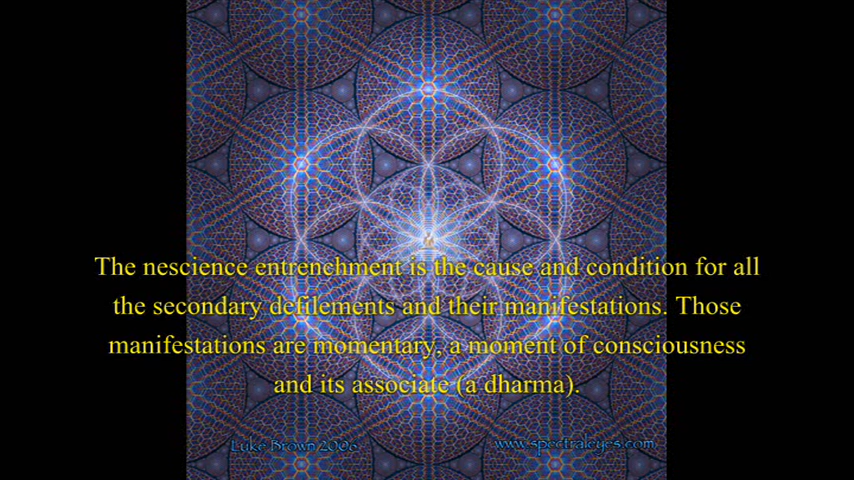 The nescience entrenchment is the cause and condition for all
the secondary defilements and their manifestations. Those
manifestations are momentary, a moment of consciousness
and its associate (a dharma).
Luke Brown 2006
www.spectraleyes.com